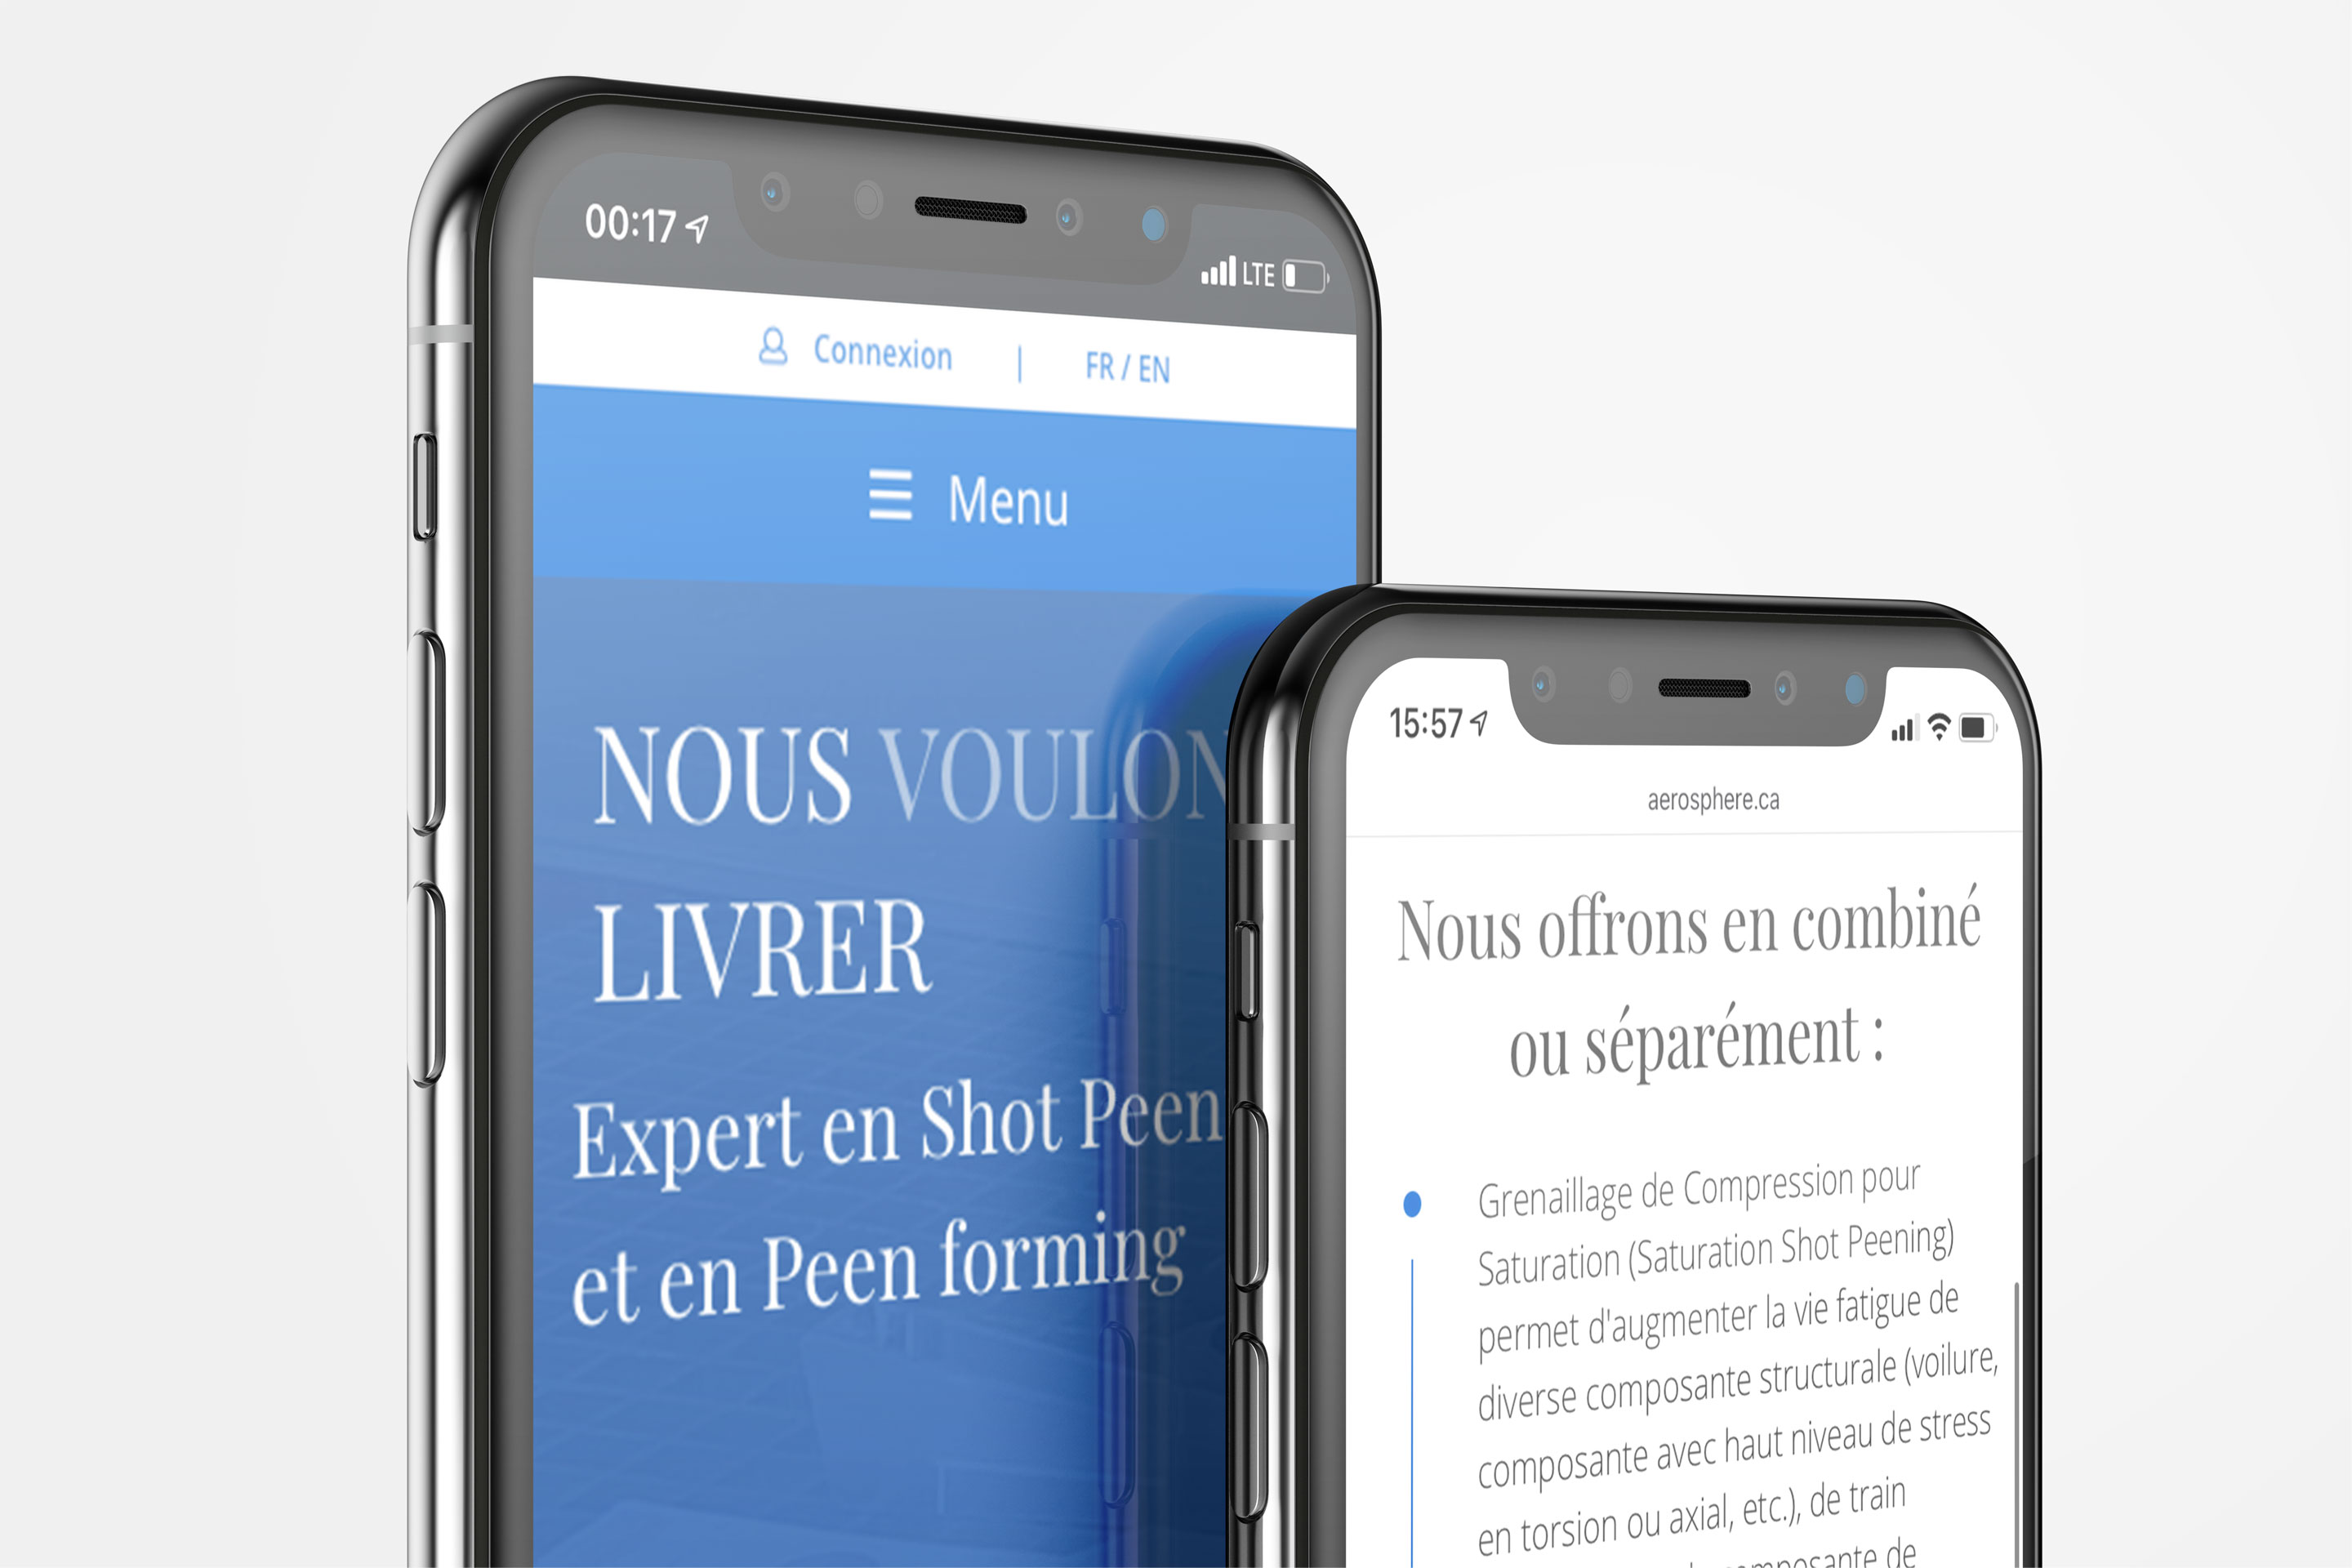 00:17
LTE
Connexion | FR / EN
Menu
NOUS VOULON
LIVRER
Expert en Shot Peen
et en Peen forming
15:57
aerosphere.ca
Nous offrons en combiné
ou séparément :
Grenaillage de Compression pour
Saturation (Saturation Shot Peening)
permet d'augmenter la vie fatigue de
diverse composante structurale (voilure,
composante avec haut niveau de stress
en torsion ou axial, etc.), de train
composante de